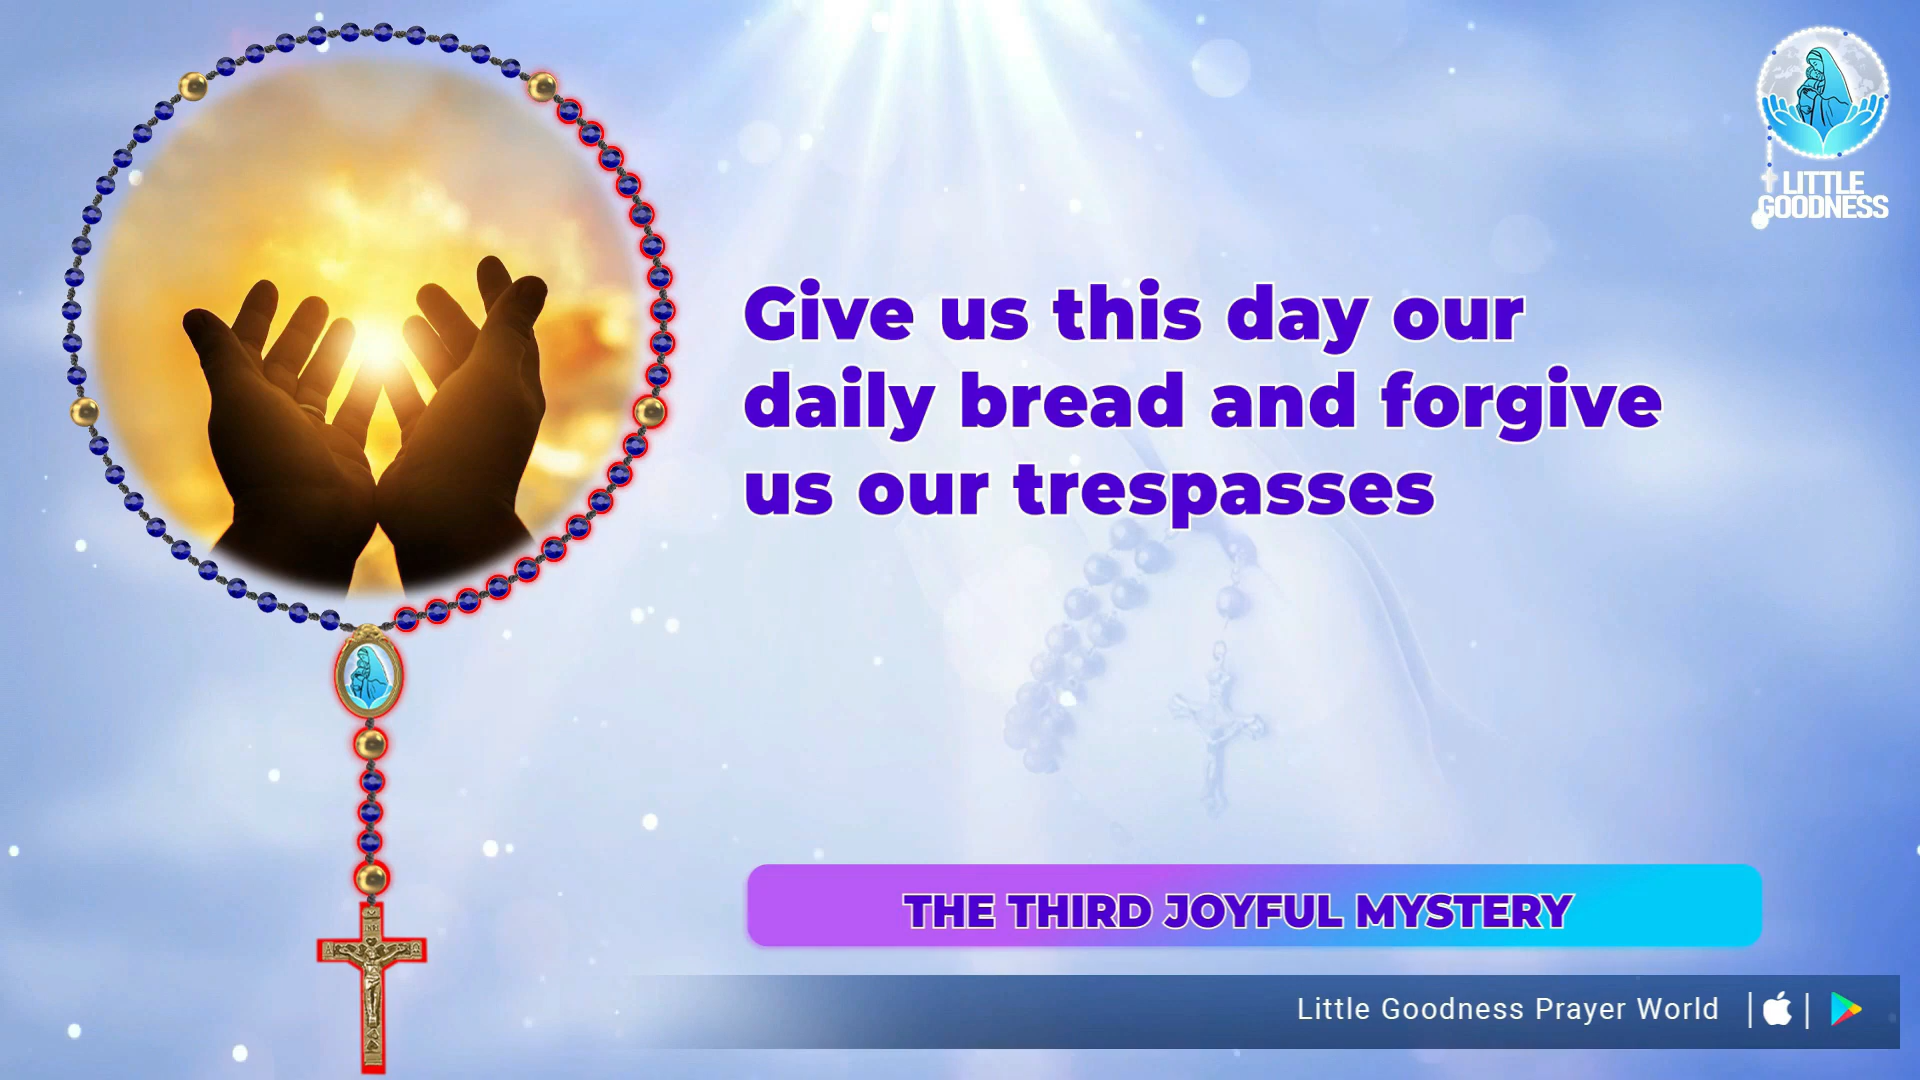 LITTLE
GOODNESS
Give us this day our
daily bread and forgive
us our trespasses
THE THIRD JOYFUL MYSTERY
Little Goodness Prayer World